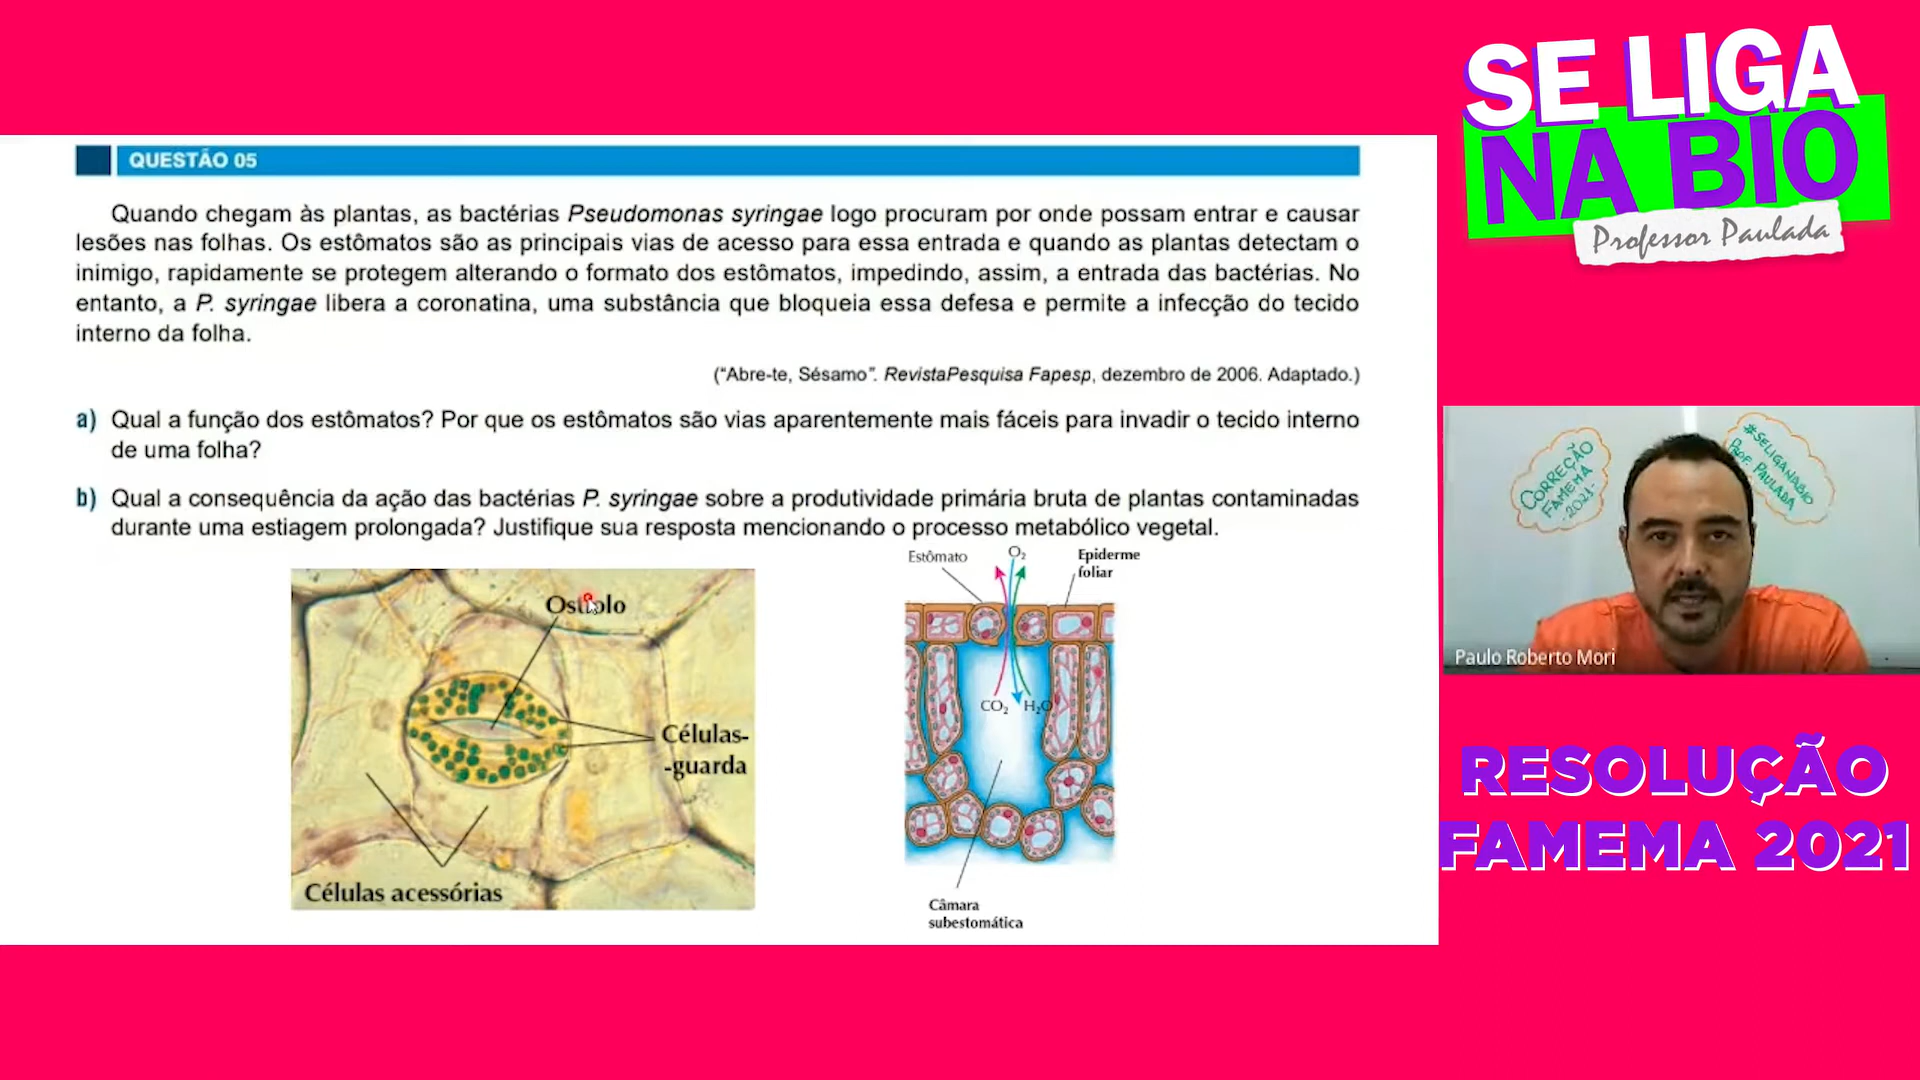 SE LIGA
NA BIO
Professor Paulada
QUESTÃO 05
Quando chegam às plantas, as bactérias Pseudomonas syringae logo procuram por onde possam entrar e causar
lesões nas folhas. Os estômatos são as principais vias de acesso para essa entrada e quando as plantas detectam o
inimigo, rapidamente se protegem alterando o formato dos estômatos, impedindo, assim, a entrada das bactérias. No
entanto, a P. syringae libera a coronatina, uma substância que bloqueia essa defesa e permite a infecção do tecido
interno da folha.
("Abre-te, Sésamo". RevistaPesquisa Fapesp, dezembro de 2006. Adaptado.)
a) Qual a função dos estômatos? Por que os estômatos são vias aparentemente mais fáceis para invadir o tecido interno
de uma folha?
b) Qual a consequência da ação das bactérias P. syringae sobre a produtividade primária bruta de plantas contaminadas
durante uma estiagem prolongada? Justifique sua resposta mencionando o processo metabólico vegetal.
Ostíolo
Células-
-guarda
Células acessórias
Estômato
O₂
Epiderme
foliar
CO₂
H₂O
Câmara
subestomática
CORREÇÃO
FAMEMA
-2021-
#SELIGANABIO
PROF. PAULADA
Paulo Roberto Mori
RESOLUÇÃO
FAMEMA 2021